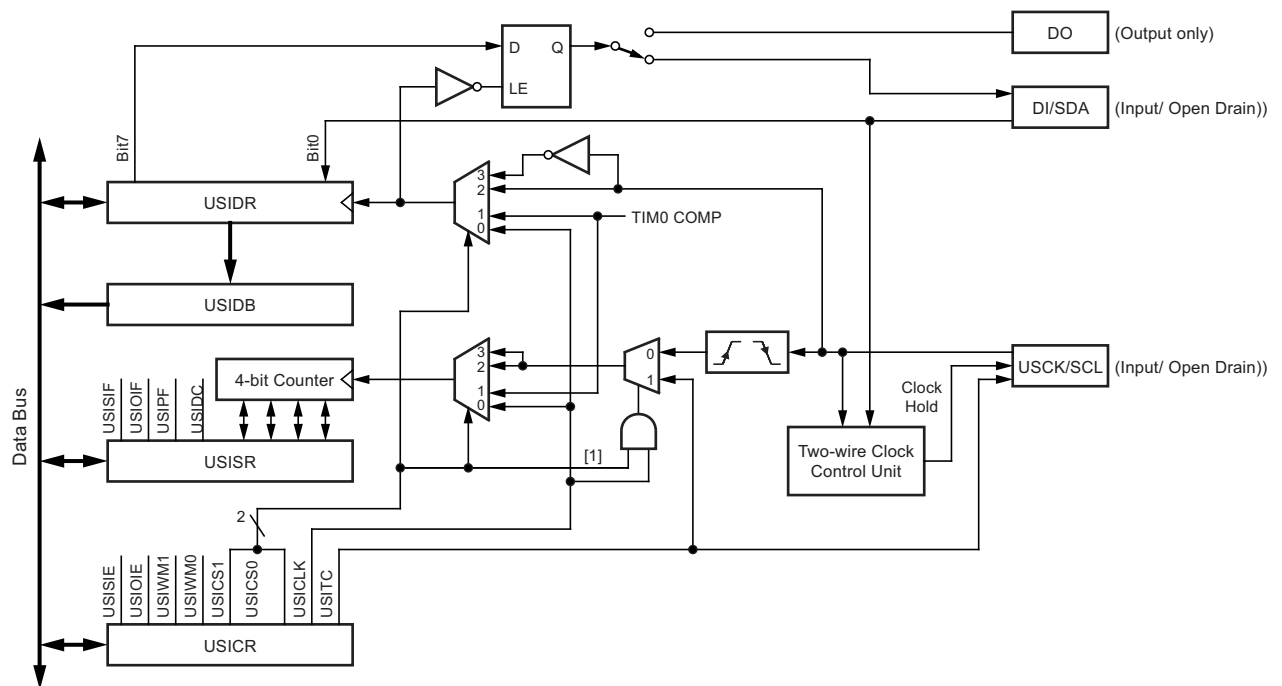 DO
(Output only)
D
Q
LE
DI/SDA
(Input/ Open Drain))
Bit7
Bit0
3
2
1
0
TIM0 COMP
USIDR
USIDB
3
2
1
0
0
1
4-bit Counter
USCK/SCL
(Input/ Open Drain))
Clock
Hold
USISIF
USIOIF
USIPF
USIDC
Data Bus
[1]
Two-wire Clock
Control Unit
USISR
2
USISIE
USIOIE
USIWM1
USIWM0
USICS1
USICS0
USICLK
USITC
USICR